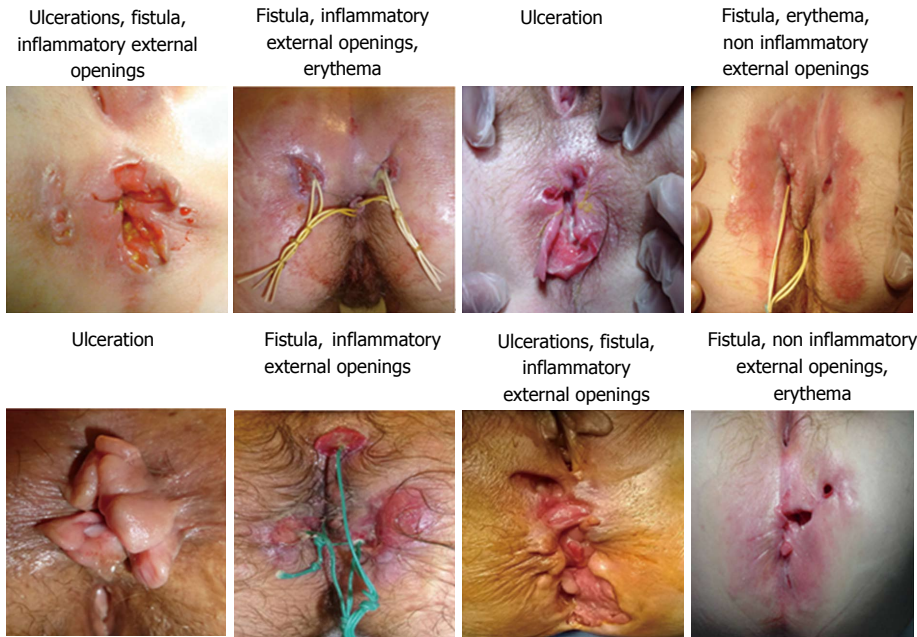 Ulcerations, fistula,
inflammatory external
openings
Fistula, inflammatory
external openings,
erythema
Ulceration
Fistula, erythema,
non inflammatory
external openings
Ulceration
Fistula, inflammatory
external openings
Ulcerations, fistula,
inflammatory
external openings
Fistula, non inflammatory
external openings,
erythema